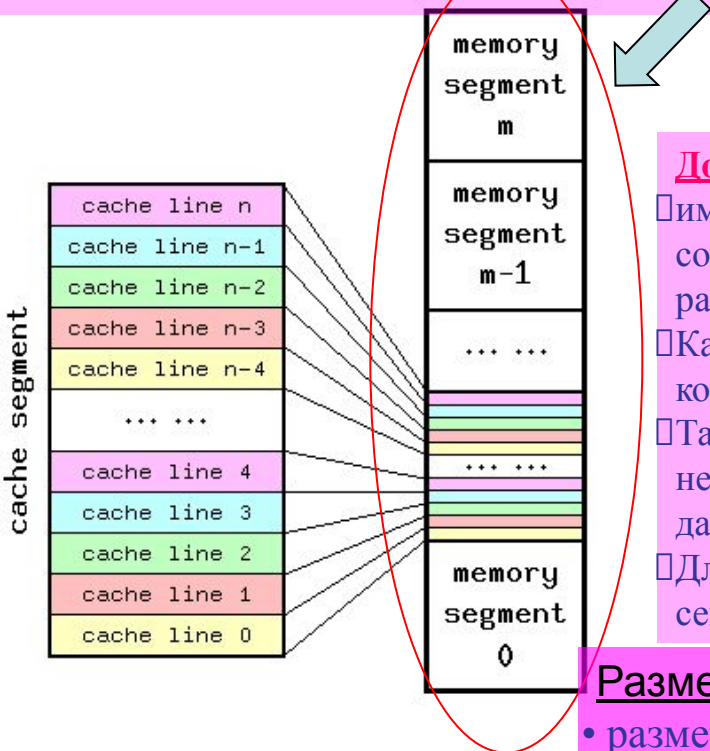 memory
segment
m
memory
segment
m-1
... ...
... ...
memory
segment
0
cache segment
cache line n
cache line n-1
cache line n-2
cache line n-3
cache line n-4
... ...
cache line 4
cache line 3
cache line 2
cache line 1
cache line 0